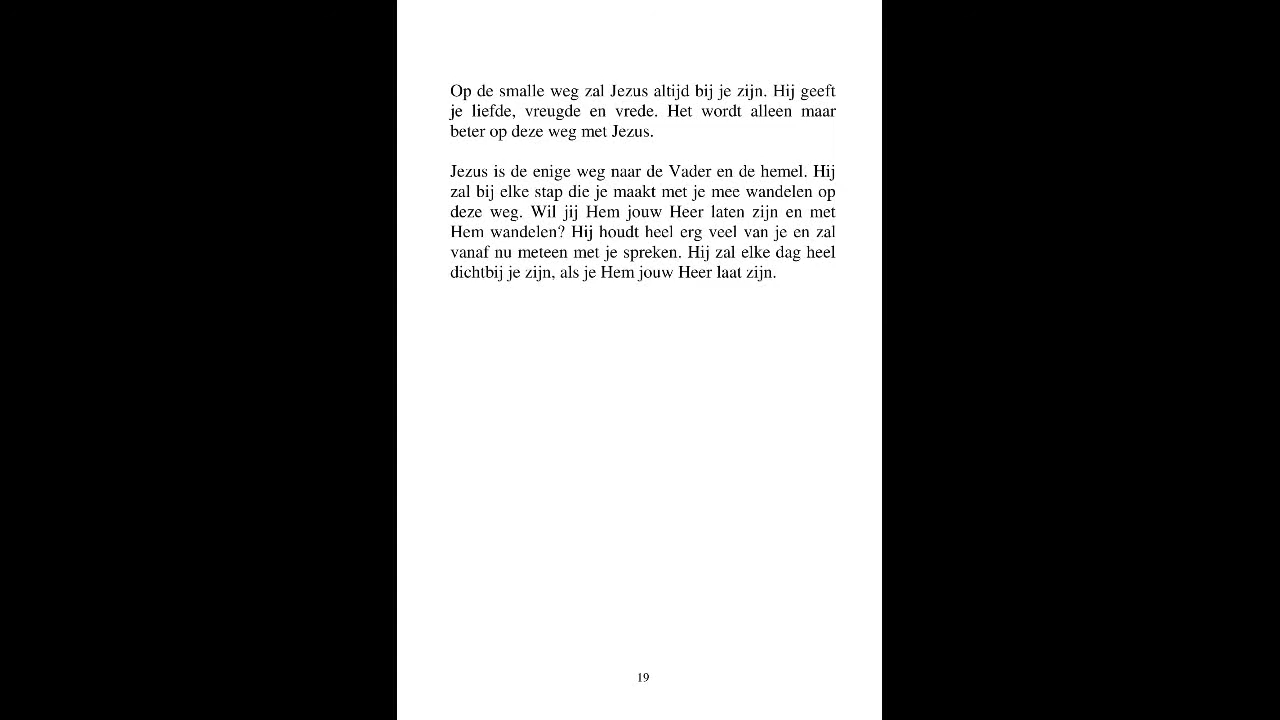 Op de smalle weg zal Jezus altijd bij je zijn. Hij geeft
je liefde, vreugde en vrede. Het wordt alleen maar
beter op deze weg met Jezus.
Jezus is de enige weg naar de Vader en de hemel. Hij
zal bij elke stap die je maakt met je mee wandelen op
deze weg. Wil jij Hem jouw Heer laten zijn en met
Hem wandelen? Hij houdt heel erg veel van je en zal
vanaf nu meteen met je spreken. Hij zal elke dag heel
dichtbij je zijn, als je Hem jouw Heer laat zijn.
19